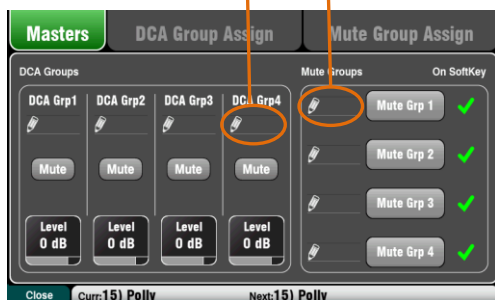 Masters DCA Group Assign Mute Group Assign
DCA Groups Mute Groups On SoftKey
DCA Grp1 DCA Grp2 DCA Grp3 DCA Grp4
Mute Grp 1
Mute Grp 2
Mute Mute Mute Mute
Mute Grp 3
Level Level Level Level
0 dB 0 dB 0 dB 0 dB
Mute Grp 4
Close Curr:15) Polly Next:15) Polly